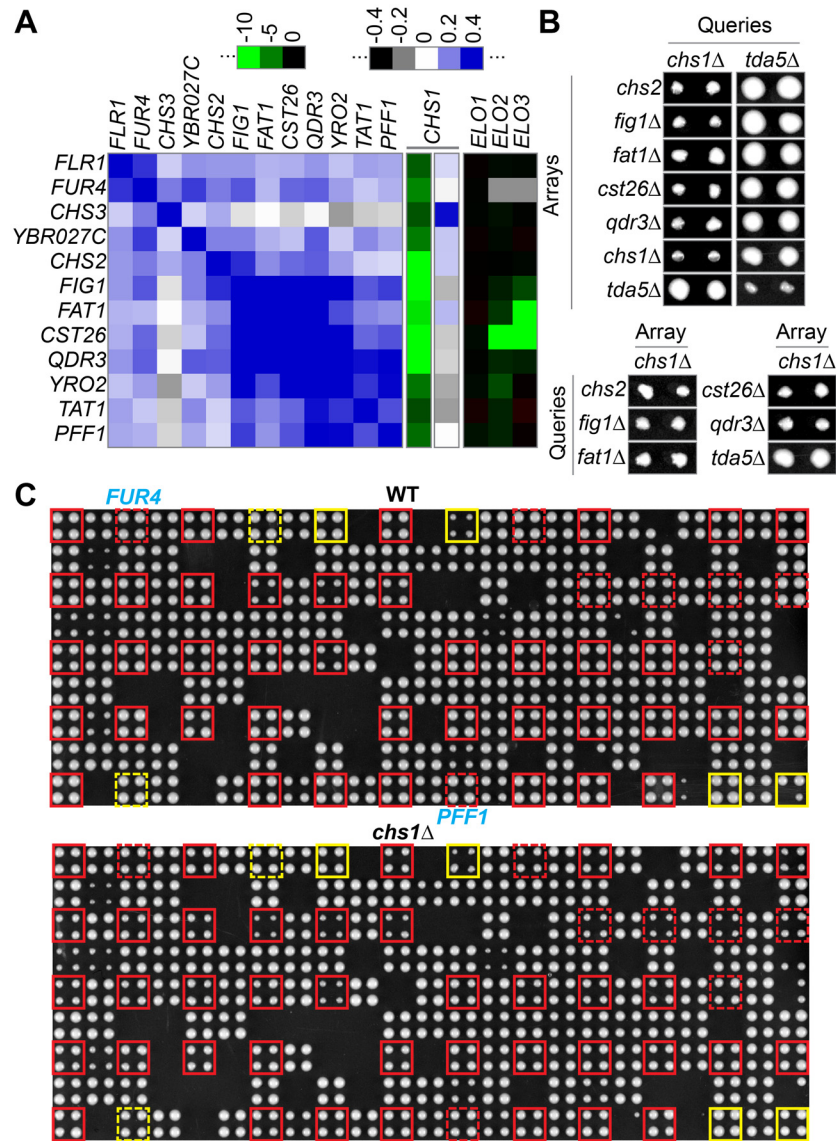 A
-10
-5
0
...
-0.4
-0.2
0
0.2
0.4
...
FLR1
FUR4
CHS3
YBR027C
CHS2
FIG1
FAT1
CST26
QDR3
YRO2
TAT1
PFF1
CHS1
ELO1
ELO2
ELO3
FLR1
FUR4
CHS3
YBR027C
CHS2
FIG1
FAT1
CST26
QDR3
YRO2
TAT1
PFF1
B
Queries
chs1Δ tda5Δ
Arrays
chs2
fig1Δ
fat1Δ
cst26Δ
qdr3Δ
chs1Δ
tda5Δ
Array Array
chs1Δ chs1Δ
Queries
chs2 cst26Δ
fig1Δ qdr3Δ
fat1Δ tda5Δ
C
FUR4 WT
PFF1
chs1Δ